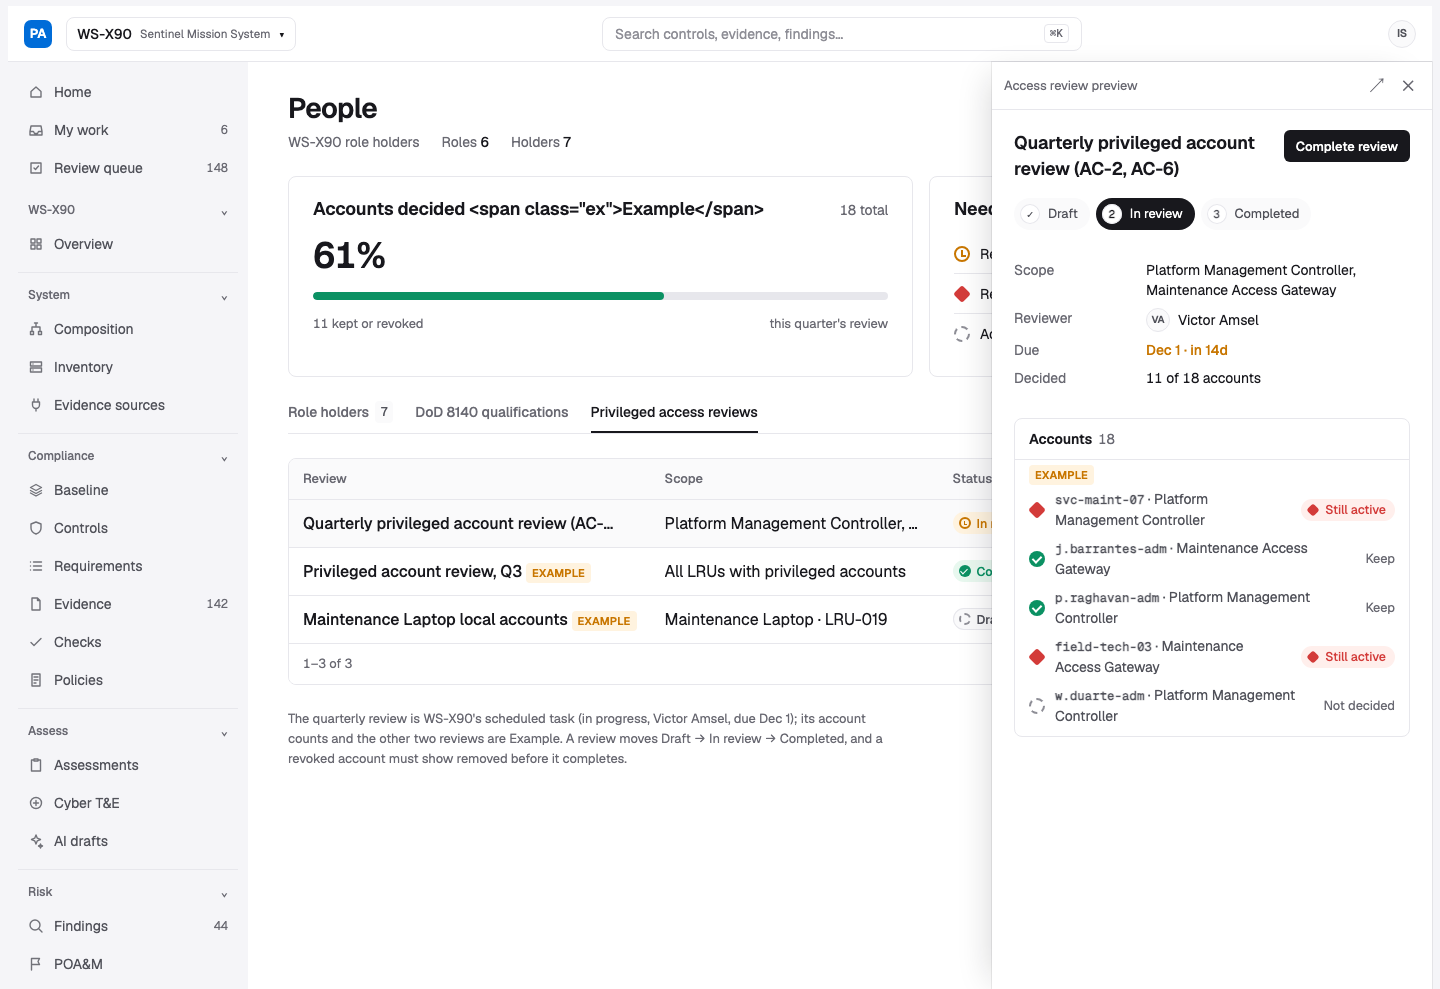 PA
WS-X90 Sentinel Mission System
Search controls, evidence, findings...
⌘K
IS
Home
My work 6
Review queue 148
WS-X90
Overview
System
Composition
Inventory
Evidence sources
Compliance
Baseline
Controls
Requirements
Evidence 142
Checks
Policies
Assess
Assessments
Cyber T&E
AI drafts
Risk
Findings 44
POA&M
People
WS-X90 role holders Roles 6 Holders 7
Accounts decided <span class="ex">Example</span> 18 total
61%
11 kept or revoked this quarter's review
Role holders 7 DoD 8140 qualifications Privileged access reviews
Review Scope Status
Quarterly privileged account review (AC-... Platform Management Controller, ... In
Privileged account review, Q3 EXAMPLE All LRUs with privileged accounts Co
Maintenance Laptop local accounts EXAMPLE Maintenance Laptop · LRU-019 Dra
1–3 of 3
The quarterly review is WS-X90's scheduled task (in progress, Victor Amsel, due Dec 1); its account
counts and the other two reviews are Example. A review moves Draft → In review → Completed, and a
revoked account must show removed before it completes.
Access review preview
Quarterly privileged account
review (AC-2, AC-6)
Complete review
✓ Draft 2 In review 3 Completed
Scope Platform Management Controller,
Maintenance Access Gateway
Reviewer VA Victor Amsel
Due Dec 1 · in 14d
Decided 11 of 18 accounts
Accounts 18
EXAMPLE
svc-maint-07 · Platform
Management Controller
Still active
j.barrantes-adm · Maintenance Access
Gateway
Keep
p.raghavan-adm · Platform Management
Controller
Keep
field-tech-03 · Maintenance
Access Gateway
Still active
w.duarte-adm · Platform Management
Controller
Not decided